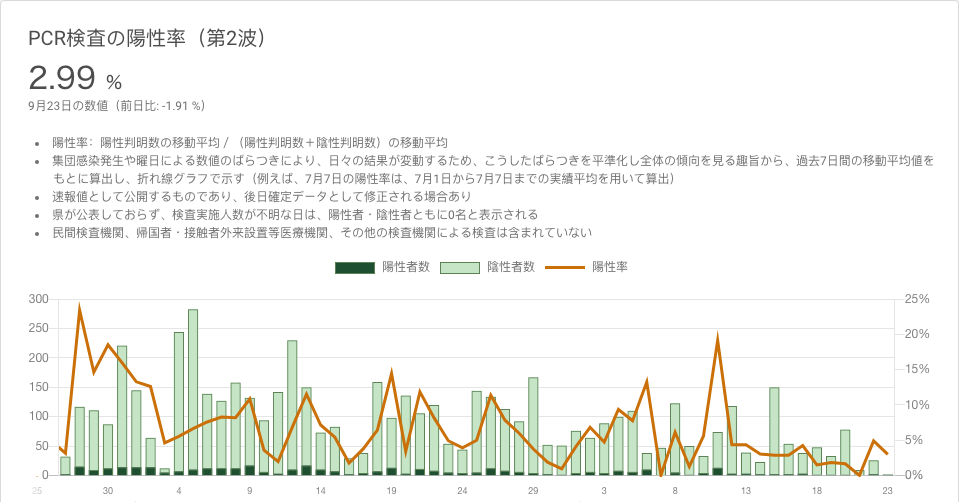 PCR検査の陽性率（第2波）
2.99 %
9月23日の数値（前日比: -1.91 %）
• 陽性率：陽性判明数の移動平均 / （陽性判明数＋陰性判明数）の移動平均
• 集団感染発生や曜日による数値のばらつきにより、日々の結果が変動するため、こうしたばらつきを平準化し全体の傾向を見る趣旨から、過去7日間の移動平均値を
もとに算出し、折れ線グラフで示す（例えば、7月7日の陽性率は、7月1日から7月7日までの実績平均を用いて算出）
• 速報値として公開するものであり、後日確定データとして修正される場合あり
• 県が公表しておらず、検査実施人数が不明な日は、陽性者・陰性者ともに0名と表示される
• 民間検査機関、帰国者・接触者外来設置等医療機関、その他の検査機関による検査は含まれていない
陽性者数 陰性者数 陽性率
300 25%
250 20%
200
150 15%
100 10%
50 5%
0 0%
25 30 4 9 14 19 24 29 3 8 13 18 23